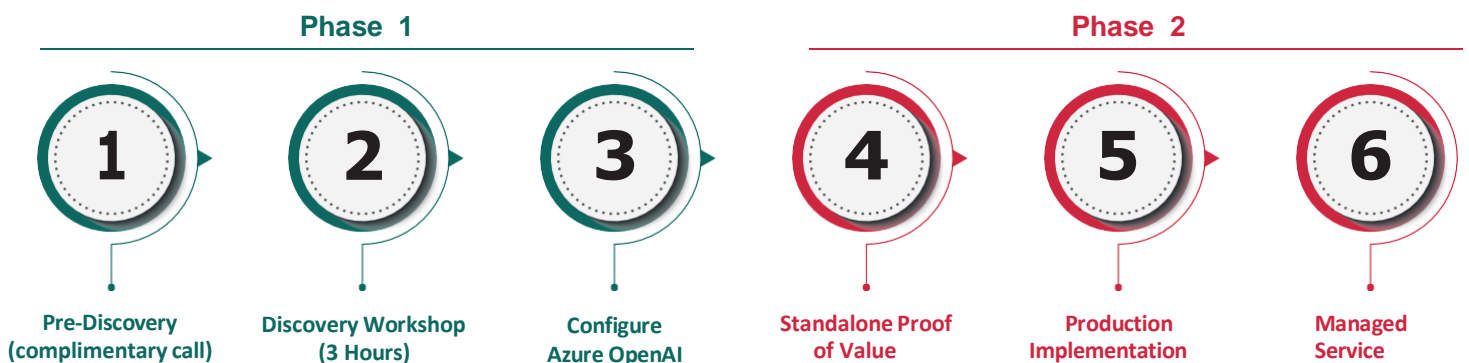 Phase 1
Phase 2
1
2
3
4
5
6
Pre-Discovery
(complimentary call)
Discovery Workshop
(3 Hours)
Configure
Azure OpenAI
Standalone Proof
of Value
Production
Implementation
Managed
Service